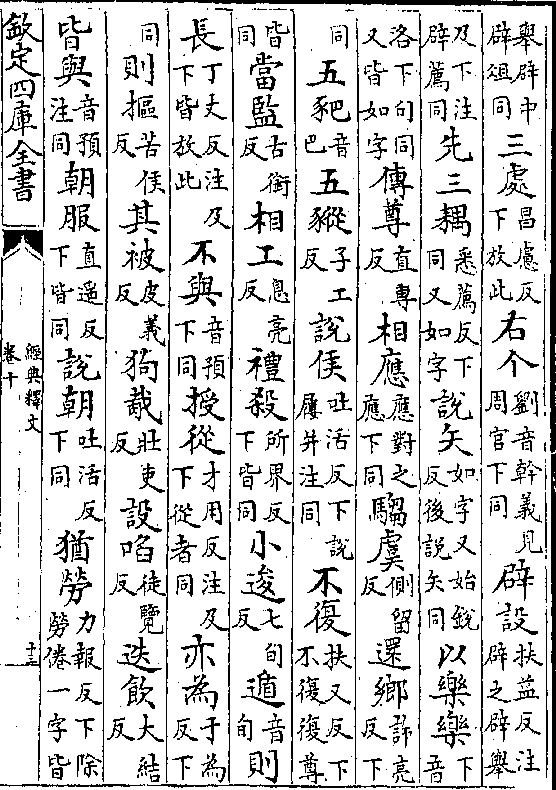 舉辟中辟俎同三處昌慮反下放此右个劉音幹義見周官下同辟設扶益反注辟之辟舉
及下注辟薦同先三耦悉薦反下同又如字說矢如字又始銳反後説矢同以樂樂下音
洛下句同又皆如字傳尊直專反相應應對之應下同騶虞側留反還鄉許亮反下
同五豝音巴五豵子工反說侯吐活反下説屢并注同不復扶又反下不復復尊
皆同當監古銜反相工息亮反禮殺所界反下皆同小逡七旬反遁音旬則
長丁丈反注及下皆放此不與音預下同授從才用反注及下從者同亦為于為反下
同則摳苦侯反其被皮義反狗胾壯吏反設啗徒覽反迭飲大結反
皆與音預注同朝服直遥反下皆同說朝吐活反下同猶勞力報反下除勞倦一字皆
欽定四庫全書
經典釋文
卷十
十三